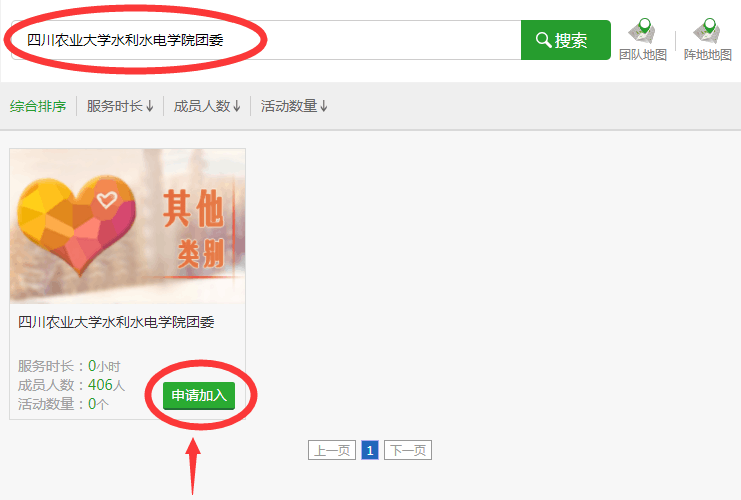 四川农业大学水利水电学院团委
搜索
团队地图
阵地地图
综合排序 服务时长↓ 成员人数↓ 活动数量↓
其他
类别
四川农业大学水利水电学院团委
服务时长：0小时
成员人数：406人
活动数量：0个
申请加入
上一页 1 下一页